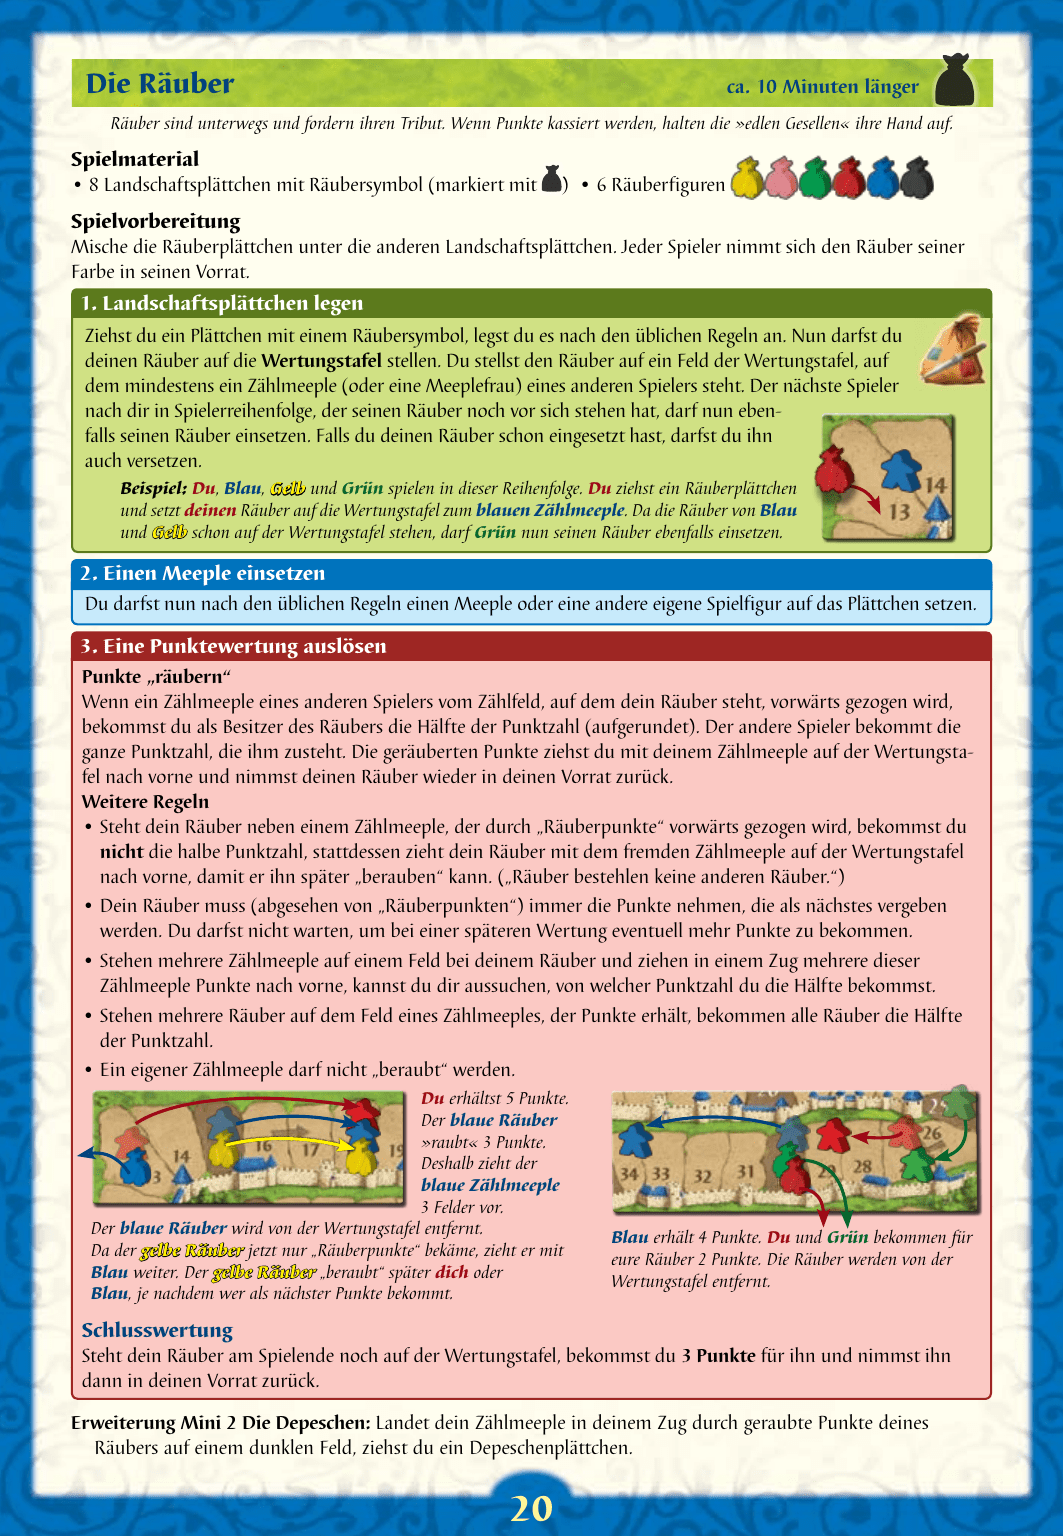 Die Räuber
ca. 10 Minuten länger
Räuber sind unterwegs und fordern ihren Tribut. Wenn Punkte kassiert werden, halten die »edlen Gesellen« ihre Hand auf.
Spielmaterial
• 8 Landschaftsplättchen mit Räubersymbol (markiert mit ) • 6 Räuberfiguren
Spielvorbereitung
Mische die Räuberplättchen unter die anderen Landschaftsplättchen. Jeder Spieler nimmt sich den Räuber seiner
Farbe in seinen Vorrat.
1. Landschaftsplättchen legen
Ziehst du ein Plättchen mit einem Räubersymbol, legst du es nach den üblichen Regeln an. Nun darfst du
deinen Räuber auf die Wertungstafel stellen. Du stellst den Räuber auf ein Feld der Wertungstafel, auf
dem mindestens ein Zählmeeple (oder eine Meeplefrau) eines anderen Spielers steht. Der nächste Spieler
nach dir in Spielerreihenfolge, der seinen Räuber noch vor sich stehen hat, darf nun eben-
falls seinen Räuber einsetzen. Falls du deinen Räuber schon eingesetzt hast, darfst du ihn
auch versetzen.
Beispiel: Du, Blau, Gelb und Grün spielen in dieser Reihenfolge. Du ziehst ein Räuberplättchen
und setzt deinen Räuber auf die Wertungstafel zum blauen Zählmeeple. Da die Räuber von Blau
und Gelb schon auf der Wertungstafel stehen, darf Grün nun seinen Räuber ebenfalls einsetzen.
14
13
2. Einen Meeple einsetzen
Du darfst nun nach den üblichen Regeln einen Meeple oder eine andere eigene Spielfigur auf das Plättchen setzen.
3. Eine Punktewertung auslösen
Punkte „räubern“
Wenn ein Zählmeeple eines anderen Spielers vom Zählfeld, auf dem dein Räuber steht, vorwärts gezogen wird,
bekommst du als Besitzer des Räubers die Hälfte der Punktzahl (aufgerundet). Der andere Spieler bekommt die
ganze Punktzahl, die ihm zusteht. Die geräuberten Punkte ziehst du mit deinem Zählmeeple auf der Wertungsta-
fel nach vorne und nimmst deinen Räuber wieder in deinen Vorrat zurück.
Weitere Regeln
• Steht dein Räuber neben einem Zählmeeple, der durch „Räuberpunkte“ vorwärts gezogen wird, bekommst du
nicht die halbe Punktzahl, stattdessen zieht dein Räuber mit dem fremden Zählmeeple auf der Wertungstafel
nach vorne, damit er ihn später „berauben“ kann. („Räuber bestehlen keine anderen Räuber.“)
• Dein Räuber muss (abgesehen von „Räuberpunkten“) immer die Punkte nehmen, die als nächstes vergeben
werden. Du darfst nicht warten, um bei einer späteren Wertung eventuell mehr Punkte zu bekommen.
• Stehen mehrere Zählmeeple auf einem Feld bei deinem Räuber und ziehen in einem Zug mehrere dieser
Zählmeeple Punkte nach vorne, kannst du dir aussuchen, von welcher Punktzahl du die Hälfte bekommst.
• Stehen mehrere Räuber auf dem Feld eines Zählmeeples, der Punkte erhält, bekommen alle Räuber die Hälfte
der Punktzahl.
• Ein eigener Zählmeeple darf nicht „beraubt“ werden.
3 14 16 17 19
Du erhältst 5 Punkte.
Der blaue Räuber
»raubt« 3 Punkte.
Deshalb zieht der
blaue Zählmeeple
3 Felder vor.
Der blaue Räuber wird von der Wertungstafel entfernt.
Da der gelbe Räuber jetzt nur „Räuberpunkte“ bekäme, zieht er mit
Blau weiter. Der gelbe Räuber „beraubt“ später dich oder
Blau, je nachdem wer als nächster Punkte bekommt.
34 33 32 31 28 26
Blau erhält 4 Punkte. Du und Grün bekommen für
eure Räuber 2 Punkte. Die Räuber werden von der
Wertungstafel entfernt.
Schlusswertung
Steht dein Räuber am Spielende noch auf der Wertungstafel, bekommst du 3 Punkte für ihn und nimmst ihn
dann in deinen Vorrat zurück.
Erweiterung Mini 2 Die Depeschen: Landet dein Zählmeeple in deinem Zug durch geraubte Punkte deines
Räubers auf einem dunklen Feld, ziehst du ein Depeschenplättchen.
20